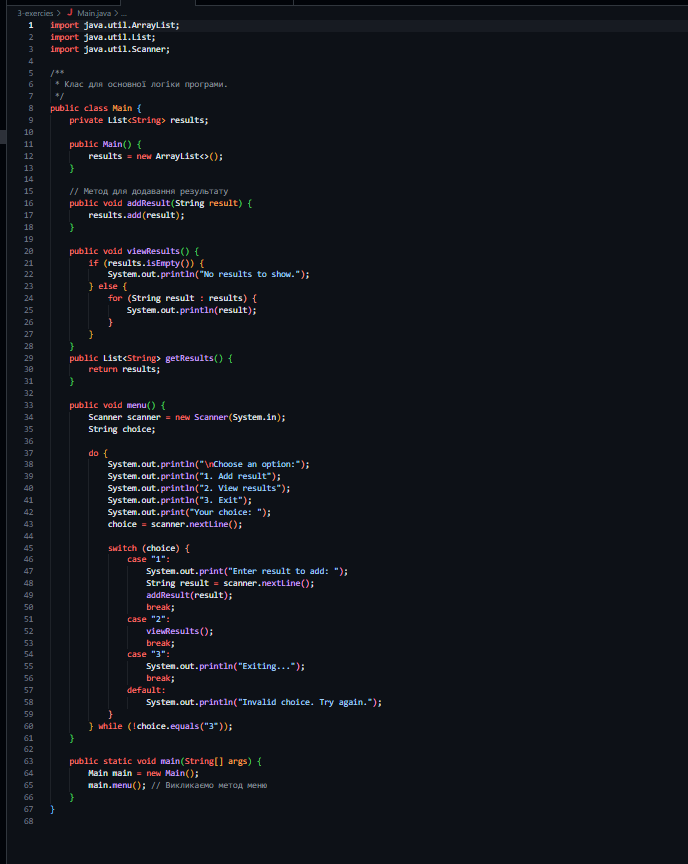 3-exercies > J Main.java > ...
1 import java.util.ArrayList;
2 import java.util.List;
3 import java.util.Scanner;
4
5 /**
6 * Клас для основної логіки програми.
7 */
8 public class Main {
9 private List<String> results;
10
11 public Main() {
12 results = new ArrayList<>();
13 }
14
15 // Метод для додавання результату
16 public void addResult(String result) {
17 results.add(result);
18 }
19
20 public void viewResults() {
21 if (results.isEmpty()) {
22 System.out.println("No results to show.");
23 } else {
24 for (String result : results) {
25 System.out.println(result);
26 }
27 }
28 }
29 public List<String> getResults() {
30 return results;
31 }
32
33 public void menu() {
34 Scanner scanner = new Scanner(System.in);
35 String choice;
36
37 do {
38 System.out.println("\nChoose an option:");
39 System.out.println("1. Add result");
40 System.out.println("2. View results");
41 System.out.println("3. Exit");
42 System.out.print("Your choice: ");
43 choice = scanner.nextLine();
44
45 switch (choice) {
46 case "1":
47 System.out.print("Enter result to add: ");
48 String result = scanner.nextLine();
49 addResult(result);
50 break;
51 case "2":
52 viewResults();
53 break;
54 case "3":
55 System.out.println("Exiting...");
56 break;
57 default:
58 System.out.println("Invalid choice. Try again.");
59 }
60 } while (!choice.equals("3"));
61 }
62
63 public static void main(String[] args) {
64 Main main = new Main();
65 main.menu(); // Викликаємо метод меню
66 }
67 }
68